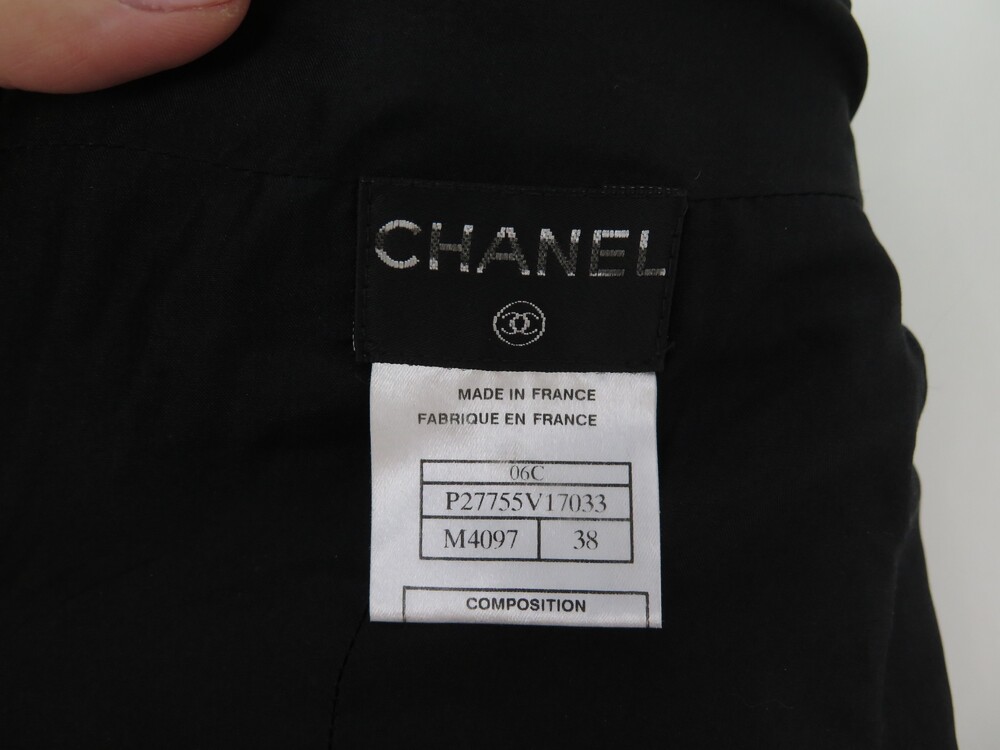 CHANEL
MADE IN FRANCE
FABRIQUE EN FRANCE
06C
P27755V17033
M4097 38
COMPOSITION